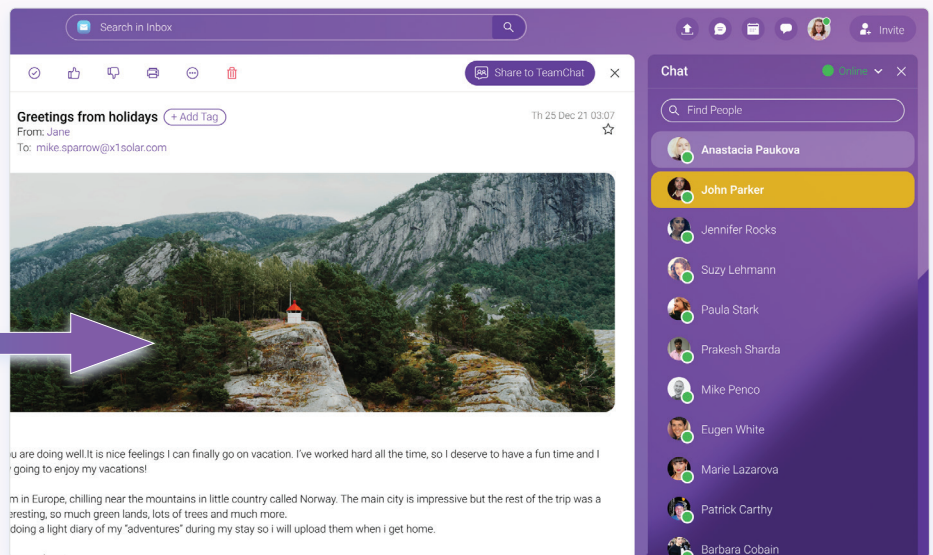 Search in Inbox
Invite
Share to TeamChat
Chat
Online
Greetings from holidays
+ Add Tag
Th 25 Dec 21 03:07
From: Jane
To: mike.sparrow@x1solar.com
Find People
Anastacia Paukova
John Parker
Jennifer Rocks
Suzy Lehmann
Paula Stark
Prakesh Sharda
Mike Penco
Eugen White
Marie Lazarova
Patrick Carthy
Barbara Cobain
u are doing well.It is nice feelings I can finally go on vacation. I've worked hard all the time, so I deserve to have a fun time and I
going to enjoy my vacations!
m in Europe, chilling near the mountains in little country called Norway. The main city is impressive but the rest of the trip was a
eresting, so much green lands, lots of trees and much more.
doing a light diary of my "adventures" during my stay so i will upload them when i get home.